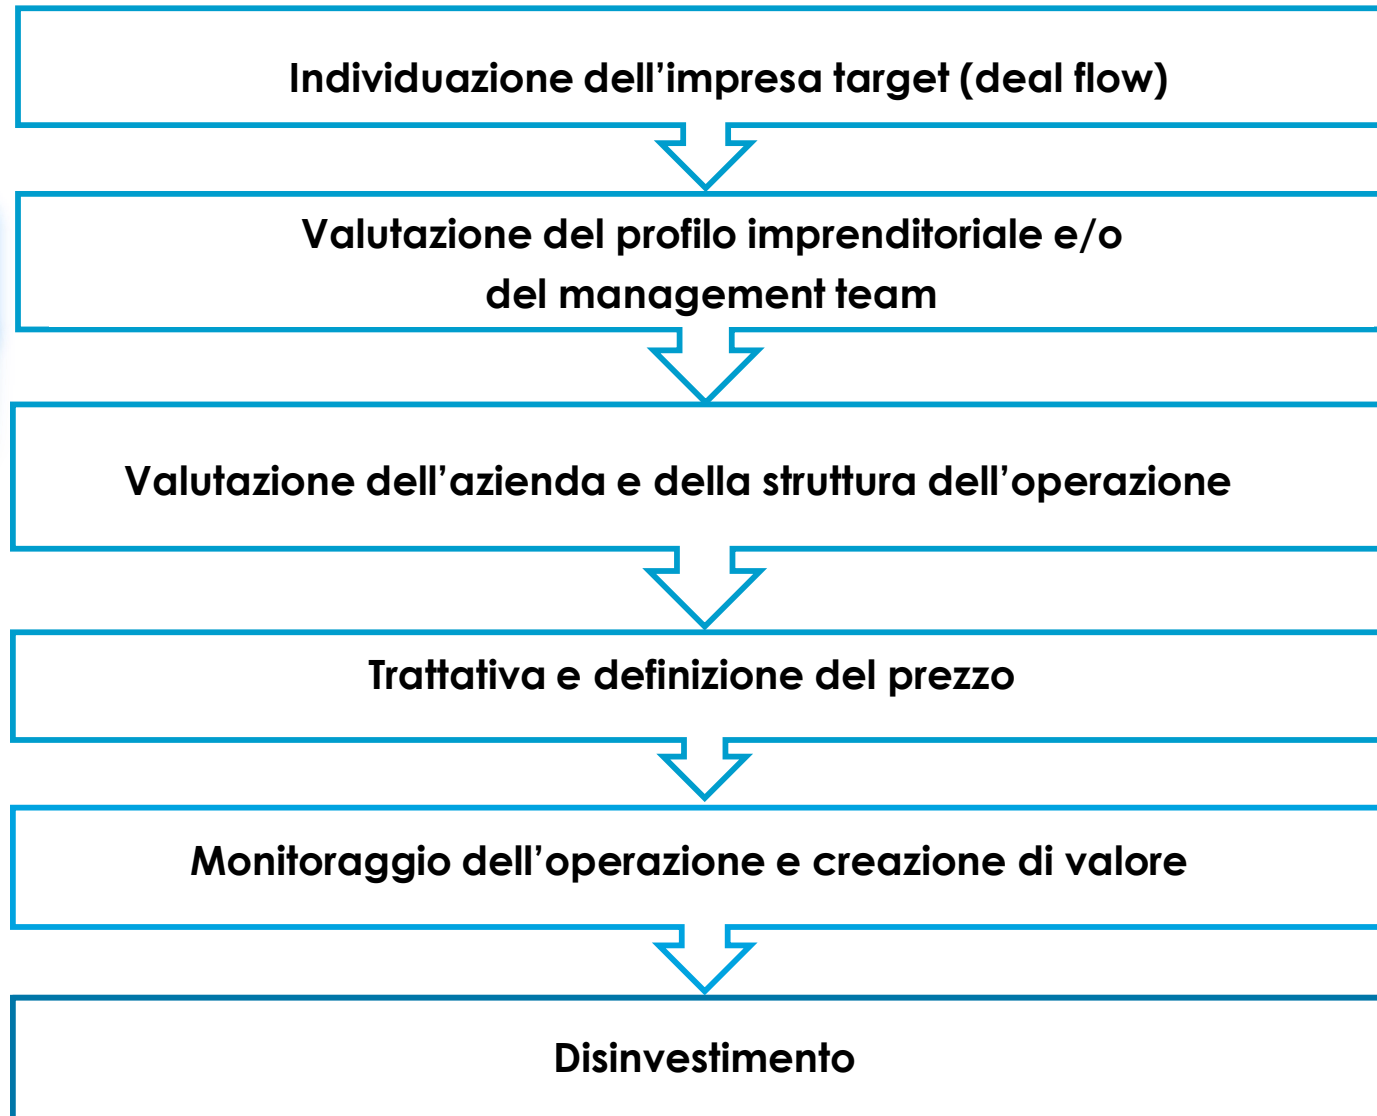 Individuazione dell’impresa target (deal flow)
Valutazione del profilo imprenditoriale e/o
del management team
Valutazione dell’azienda e della struttura dell’operazione
Trattativa e definizione del prezzo
Monitoraggio dell’operazione e creazione di valore
Disinvestimento